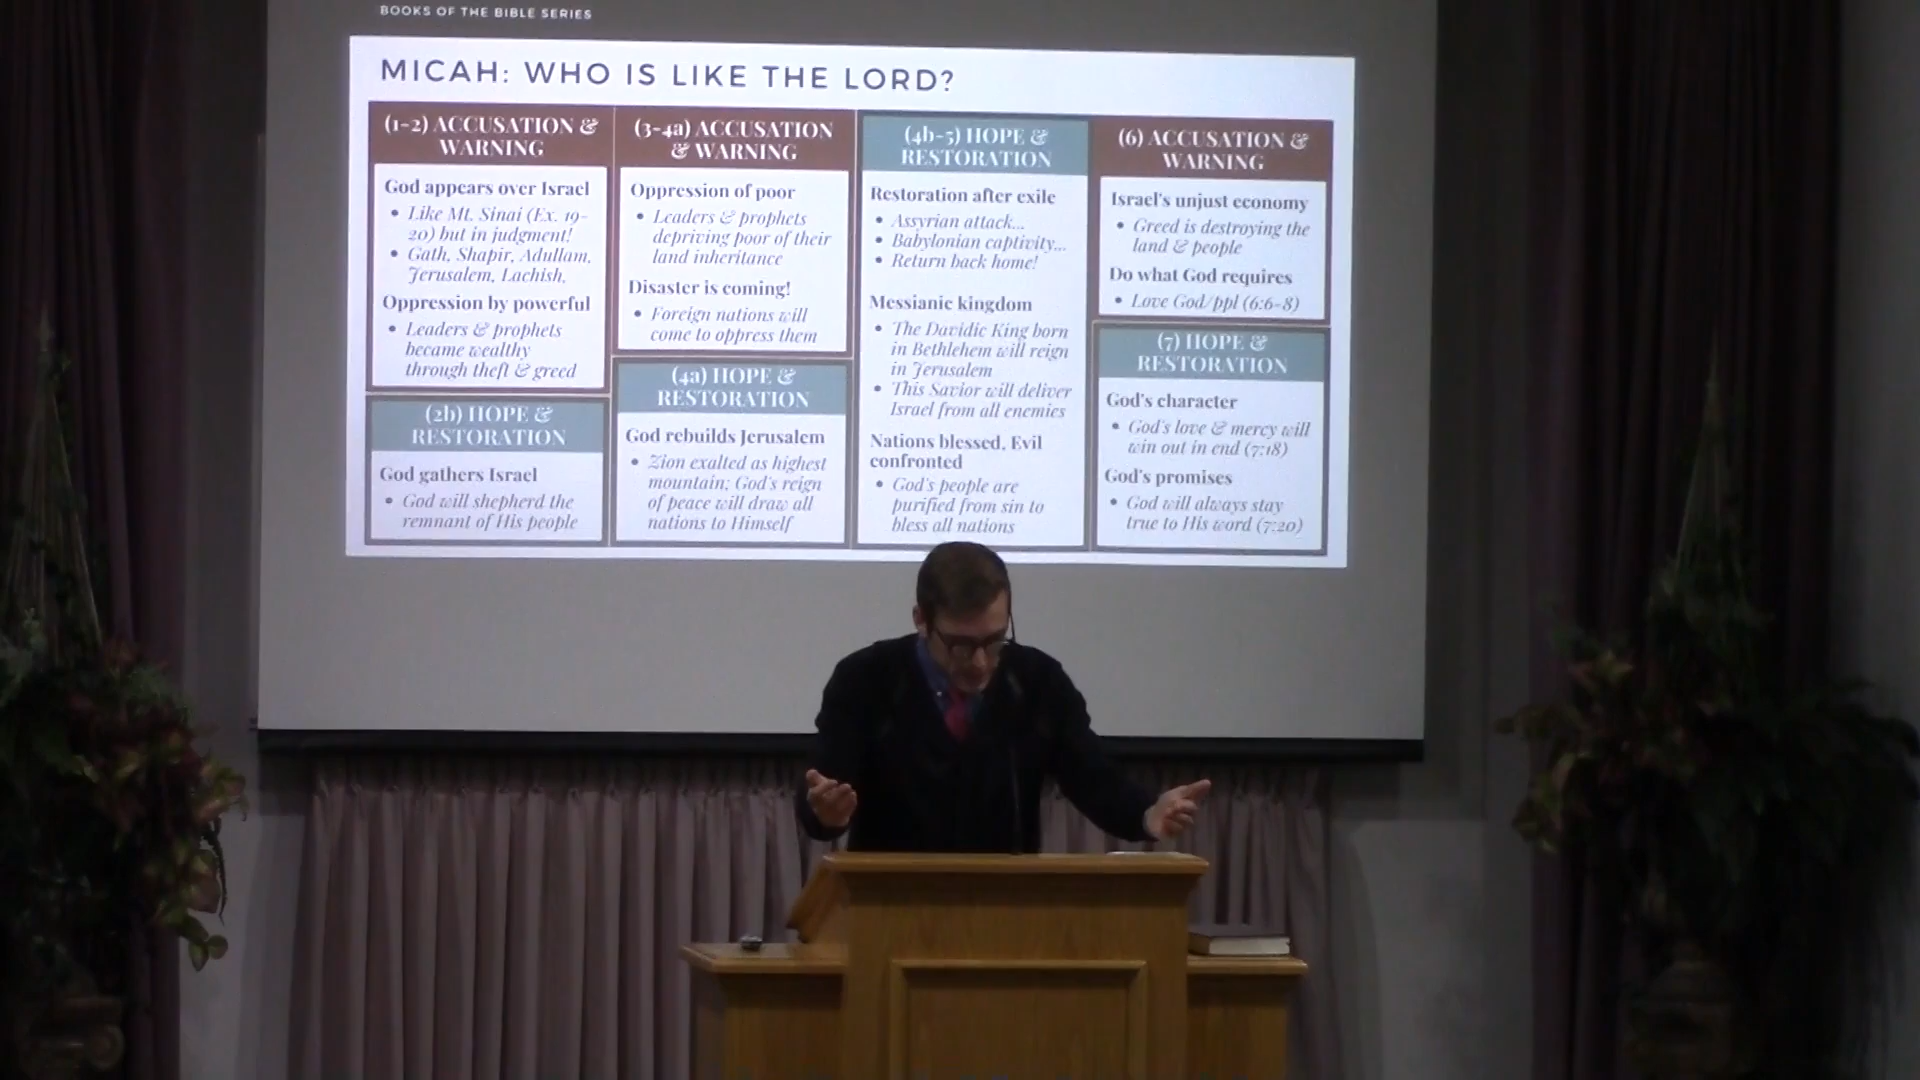 BOOKS OF THE BIBLE SERIES
MICAH: WHO IS LIKE THE LORD?
(1-2) ACCUSATION &
WARNING
God appears over Israel
• Like Mt. Sinai (Ex. 19-
20) but in judgment!
• Gath, Shapir, Adullam,
Jerusalem, Lachish,
Oppression by powerful
• Leaders & prophets
became wealthy
through theft & greed
(2b) HOPE &
RESTORATION
God gathers Israel
• God will shepherd the
remnant of His people
(3-4a) ACCUSATION
& WARNING
Oppression of poor
• Leaders & prophets
depriving poor of their
land inheritance
Disaster is coming!
• Foreign nations will
come to oppress them
(4a) HOPE &
RESTORATION
God rebuilds Jerusalem
• Zion exalted as highest
mountain; God's reign
of peace will draw all
nations to Himself
(4b-5) HOPE &
RESTORATION
Restoration after exile
• Assyrian attack...
• Babylonian captivity...
• Return back home!
Messianic kingdom
• The Davidic King born
in Bethlehem will reign
in Jerusalem
• This Savior will deliver
Israel from all enemies
Nations blessed, Evil
confronted
• God's people are
purified from sin to
bless all nations
(6) ACCUSATION &
WARNING
Israel's unjust economy
• Greed is destroying the
land & people
Do what God requires
• Love God/ppl (6:6-8)
(7) HOPE &
RESTORATION
God's character
• God's love & mercy will
win out in end (7:18)
God's promises
• God will always stay
true to His word (7:20)